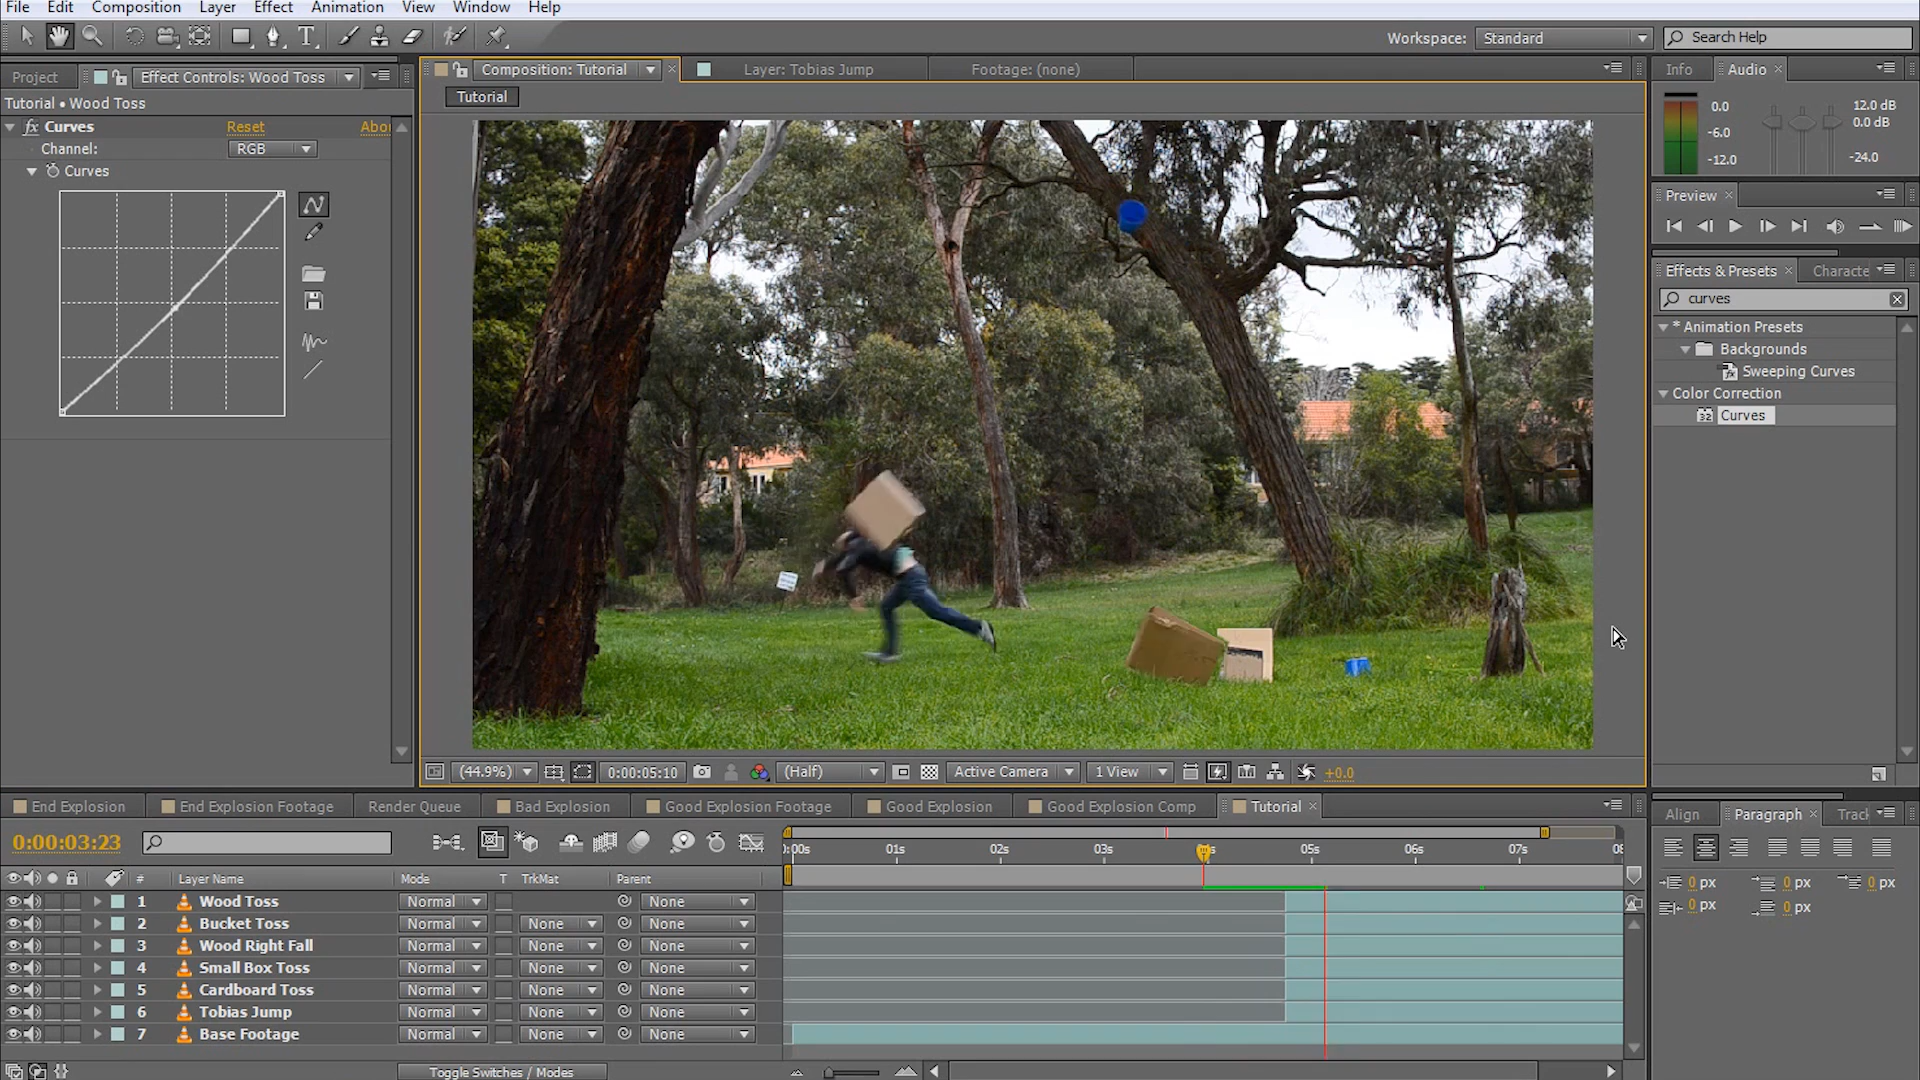 File Edit Composition Layer Effect Animation View Window Help
Workspace: Standard Search Help
Project Effect Controls: Wood Toss
Composition: Tutorial Layer: Tobias Jump Footage: (none)
Info Audio
Tutorial • Wood Toss
Tutorial
fx Curves Reset Abo
Channel: RGB
Curves
0.0 12.0 dB
-6.0 0.0 dB
-12.0 -24.0
Preview
Effects & Presets Characte
curves
* Animation Presets
Backgrounds
Sweeping Curves
Color Correction
32 Curves
(44.9%) 0:00:05:10 (Half) Active Camera 1 View +0.0
End Explosion End Explosion Footage Render Queue Bad Explosion Good Explosion Footage Good Explosion Good Explosion Comp Tutorial
Align Paragraph Track
0:00:03:23
:00s 01s 02s 03s 05s 06s 07s
# Layer Name Mode T TrkMat Parent
1 Wood Toss Normal None
2 Bucket Toss Normal None None
3 Wood Right Fall Normal None None
4 Small Box Toss Normal None None
5 Cardboard Toss Normal None None
6 Tobias Jump Normal None None
7 Base Footage Normal None None
0 px 0 px 0 px
0 px 0 px
Toggle Switches / Modes